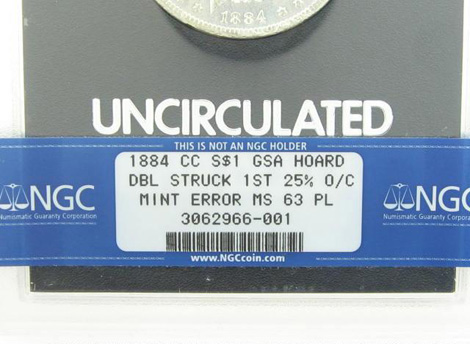 1884
UNCIRCULATED
THIS IS NOT AN NGC HOLDER
1884 CC S$1 GSA HOARD
DBL STRUCK 1ST 25% O/C
MINT ERROR MS 63 PL
3062966-001
www.NGCcoin.com
NGC
Numismatic Guaranty Corporation
NGC
Numismatic Guaranty Corporation